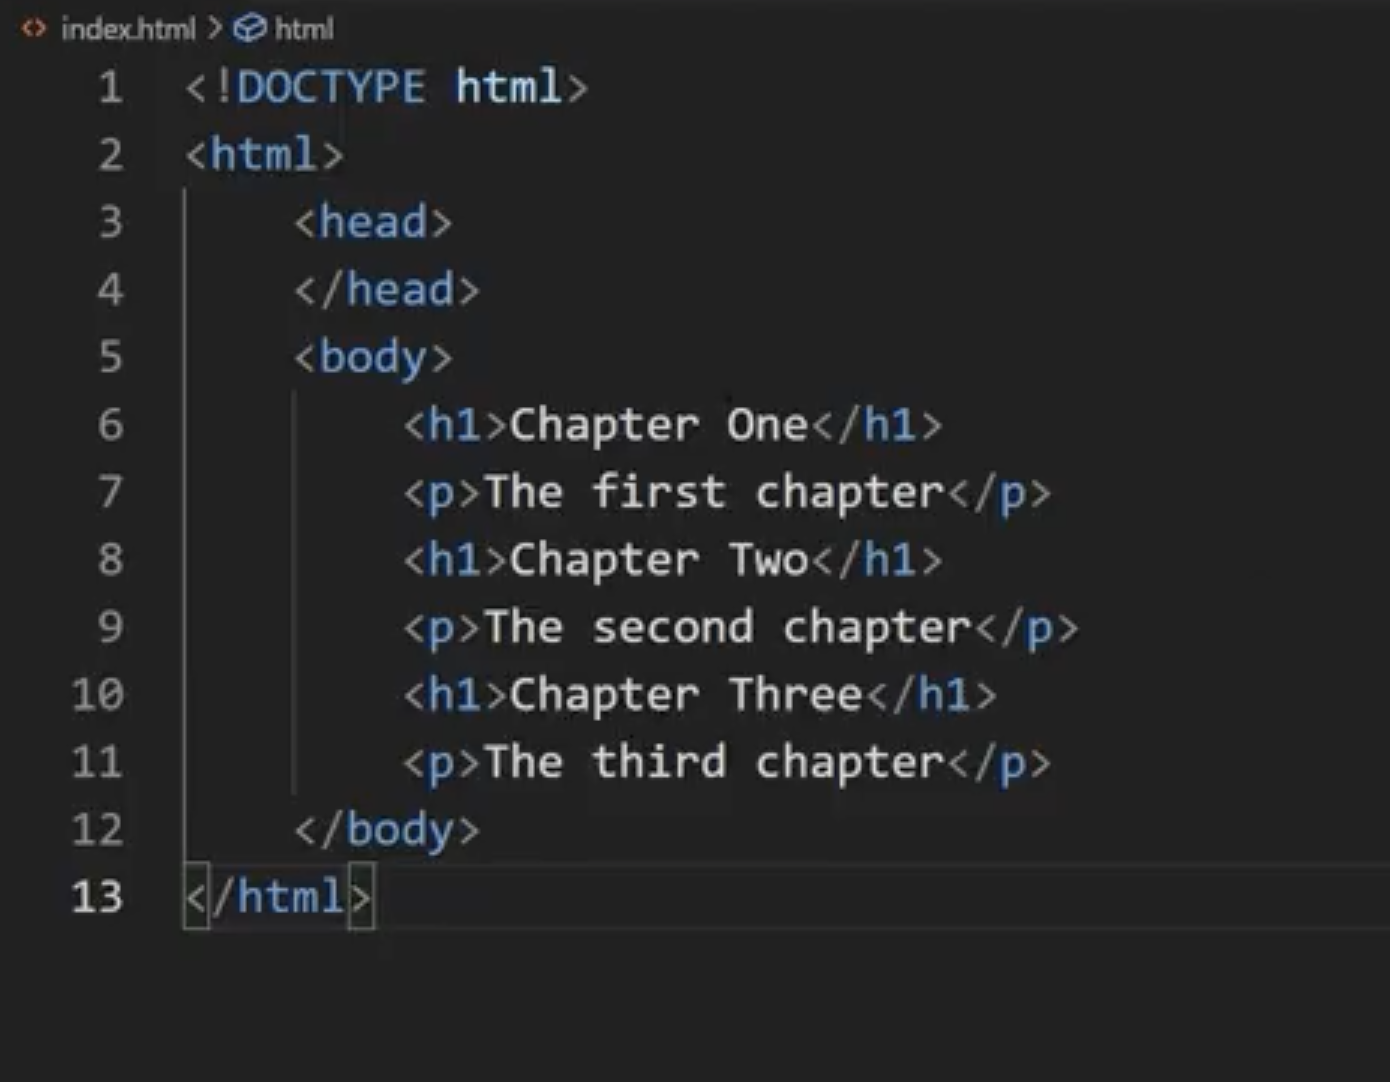 index.html > html
1 <!DOCTYPE html>
2 <html>
3     <head>
4     </head>
5     <body>
6         <h1>Chapter One</h1>
7         <p>The first chapter</p>
8         <h1>Chapter Two</h1>
9         <p>The second chapter</p>
10         <h1>Chapter Three</h1>
11         <p>The third chapter</p>
12     </body>
13 </html>